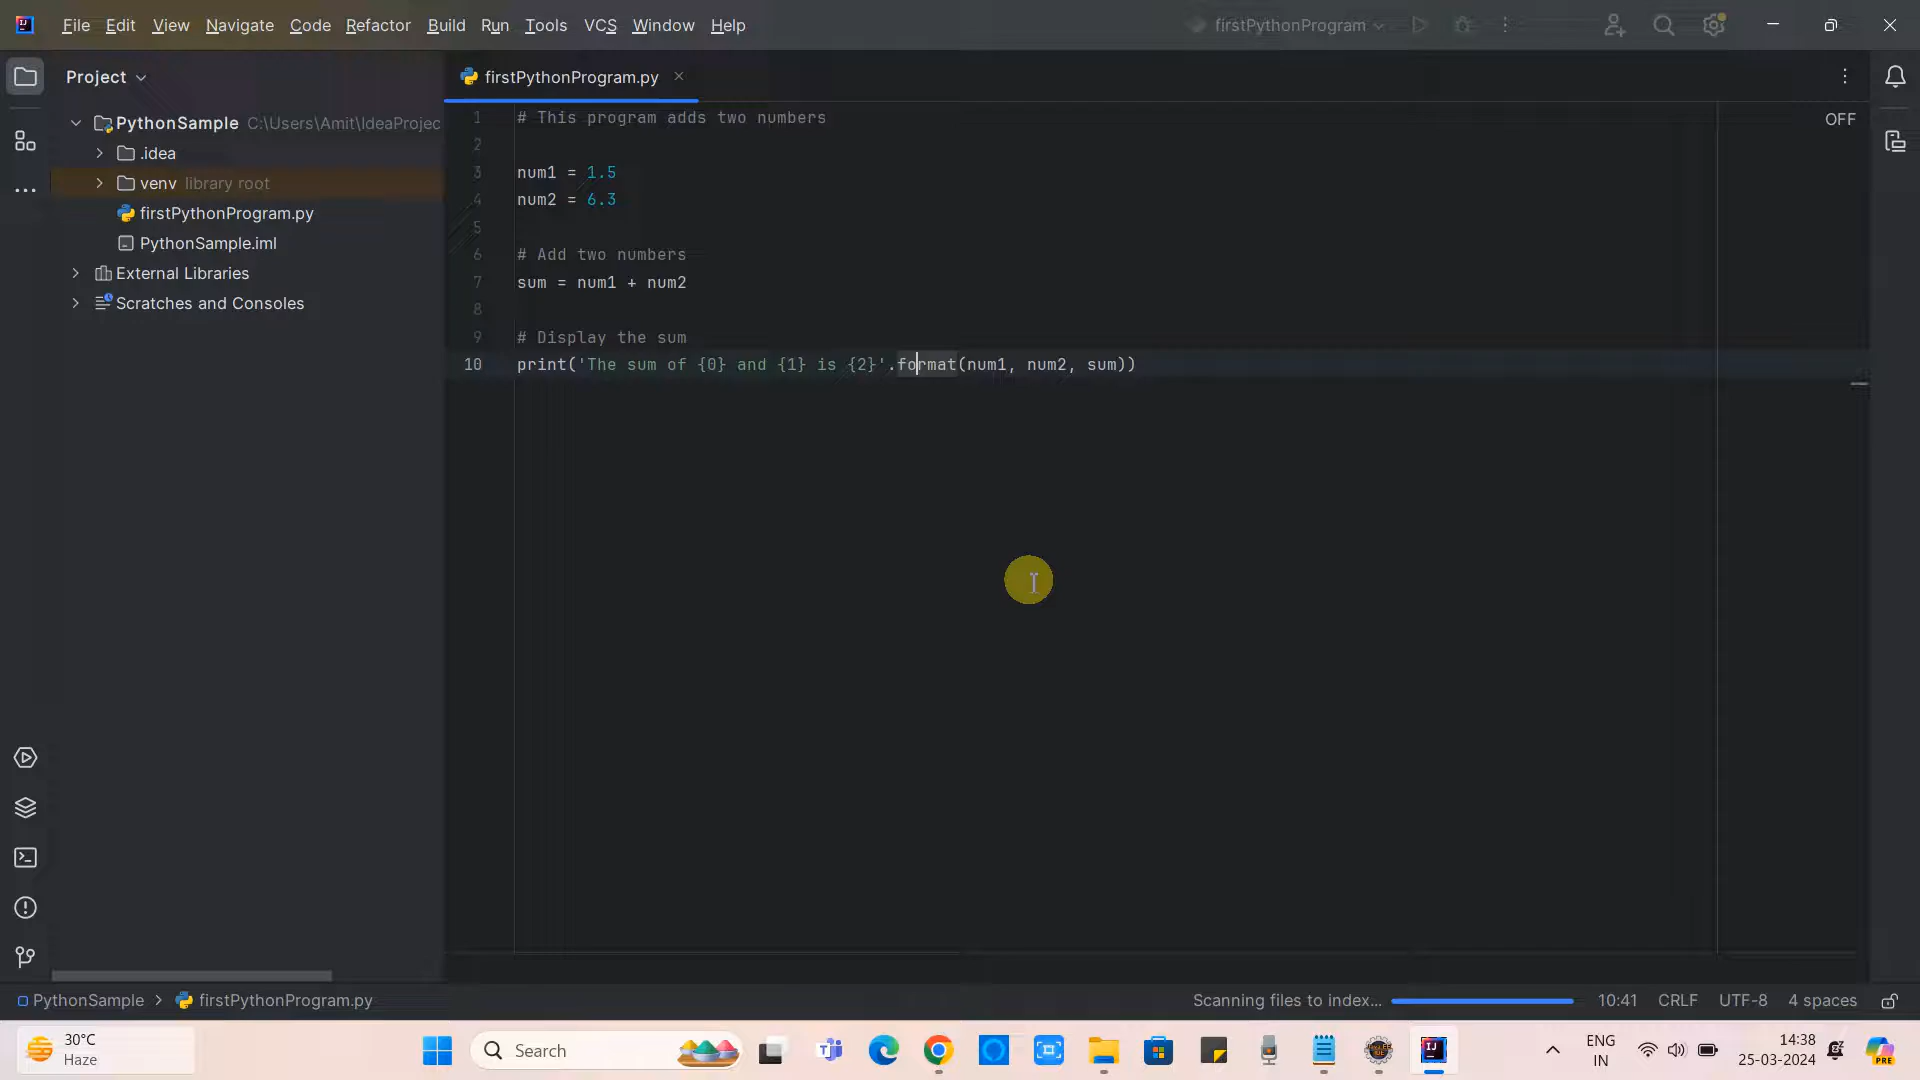 File Edit View Navigate Code Refactor Build Run Tools VCS Window Help
firstPythonProgram
Project
firstPythonProgram.py
PythonSample C:\Users\Amit\IdeaProjec
.idea
venv library root
firstPythonProgram.py
PythonSample.iml
External Libraries
Scratches and Consoles
OFF
1 # This program adds two numbers
2
3 num1 = 1.5
4 num2 = 6.3
5
6 # Add two numbers
7 sum = num1 + num2
8
9 # Display the sum
10 print('The sum of {0} and {1} is {2}'.format(num1, num2, sum))
PythonSample > firstPythonProgram.py
Scanning files to index... 10:41 CRLF UTF-8 4 spaces
30°C
Haze
Search
ENG
IN
14:38
25-03-2024
PRE